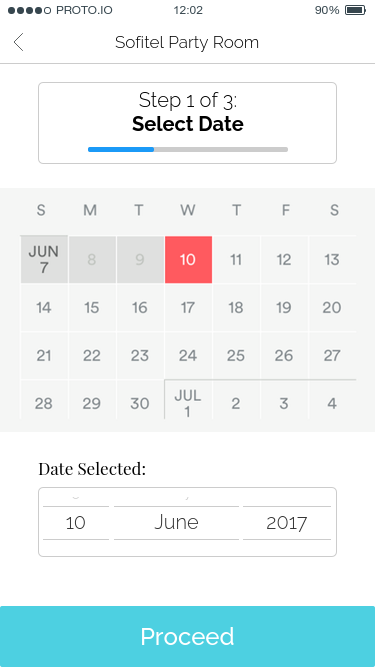 PROTO.IO 12:02 90%
Sofitel Party Room
Step 1 of 3:
Select Date
S M T W T F S
JUN 7 8 9 10 11 12 13
14 15 16 17 18 19 20
21 22 23 24 25 26 27
28 29 30 JUL 1 2 3 4
Date Selected:
10 June 2017
Proceed